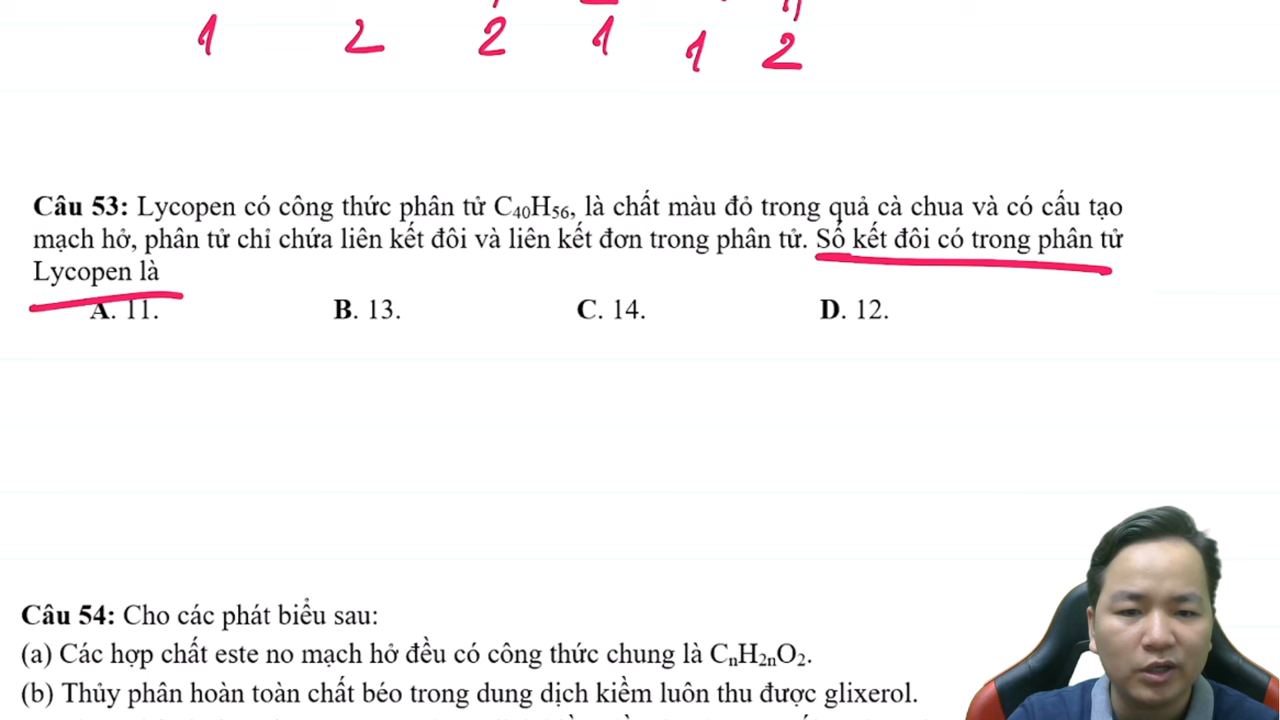 1 2 2 1 1 2
Câu 53: Lycopen có công thức phân tử C₄₀H₅₆, là chất màu đỏ trong quả cà chua và có cấu tạo
mạch hở, phân tử chỉ chứa liên kết đôi và liên kết đơn trong phân tử. Số kết đôi có trong phân tử
Lycopen là
A. 11. B. 13. C. 14. D. 12.
Câu 54: Cho các phát biểu sau:
(a) Các hợp chất este no mạch hở đều có công thức chung là CₙH₂ₙO₂.
(b) Thủy phân hoàn toàn chất béo trong dung dịch kiềm luôn thu được glixerol.